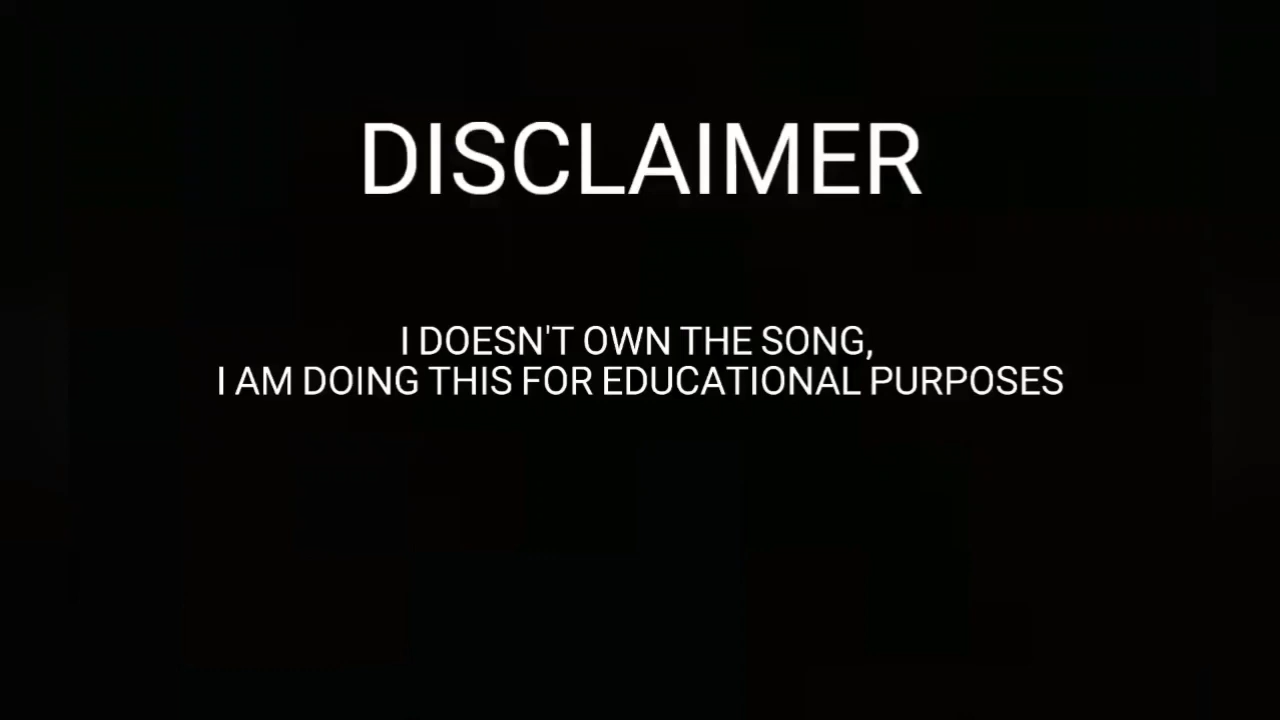 DISCLAIMER
I DOESN'T OWN THE SONG,
I AM DOING THIS FOR EDUCATIONAL PURPOSES